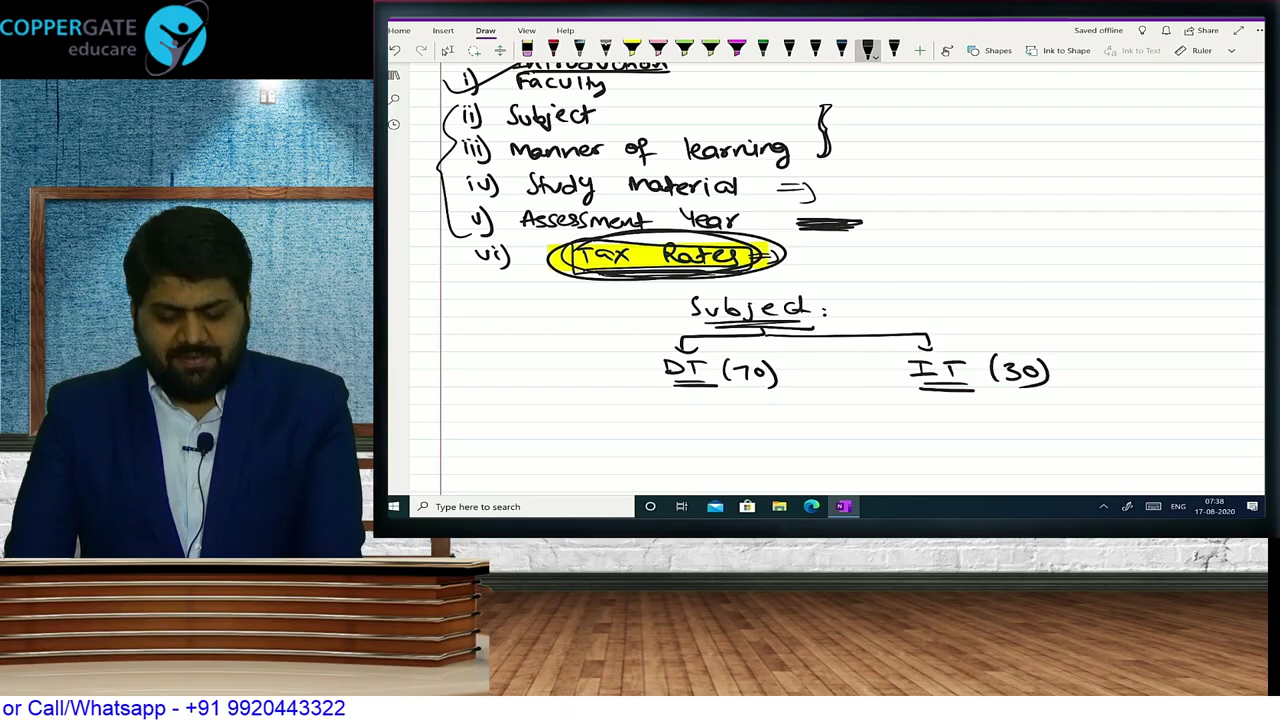 COPPERGATE
educare
Home Insert Draw View Help
Saved offline Share
Shapes Ink to Shape Ink to Text Ruler
Introduction
i) Faculty
ii) Subject
iii) Manner of learning
iv) Study Material =>
v) Assessment Year
vi) Tax Rates =>
Subject:
DT (70) IT (30)
Type here to search
ENG
07:38
17-08-2020
or Call/Whatsapp - +91 9920443322